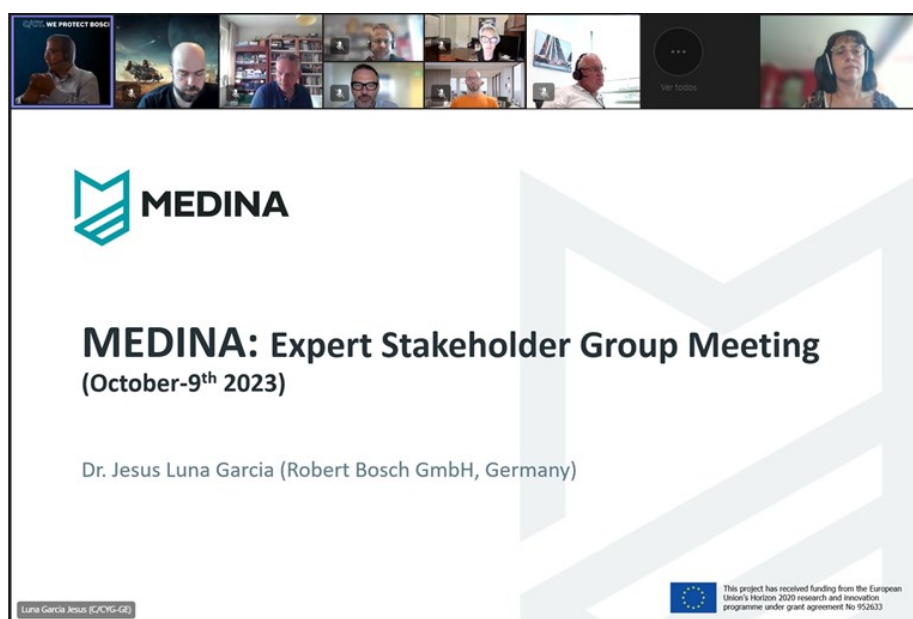 WE PROTECT BOSCH
Ver todos
MEDINA
MEDINA: Expert Stakeholder Group Meeting
(October-9th 2023)
Dr. Jesus Luna Garcia (Robert Bosch GmbH, Germany)
Luna Garcia Jesus (C/CYG-GE)
This project has received funding from the European
Union's Horizon 2020 research and innovation
programme under grant agreement No 952633